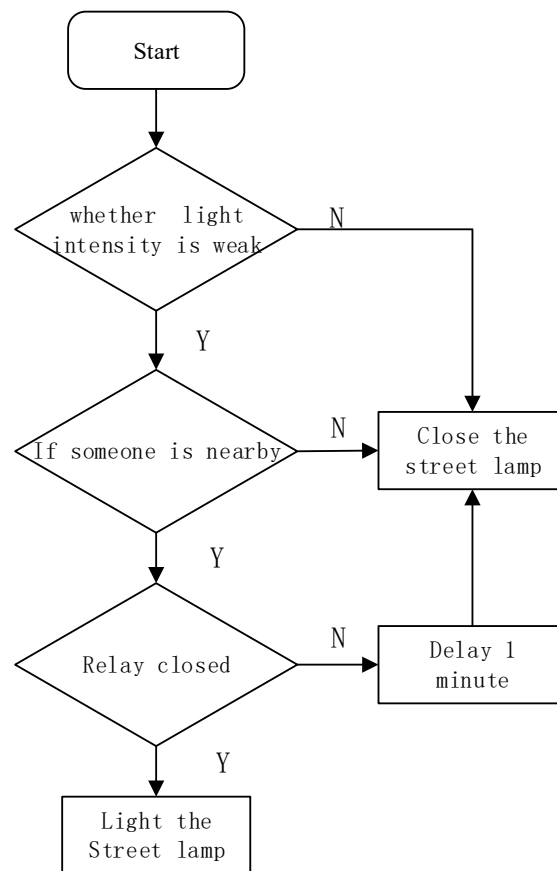 Start
whether light
intensity is weak
N
Y
If someone is nearby
N
Close the
street lamp
Y
Relay closed
N
Delay 1
minute
Y
Light the
Street lamp